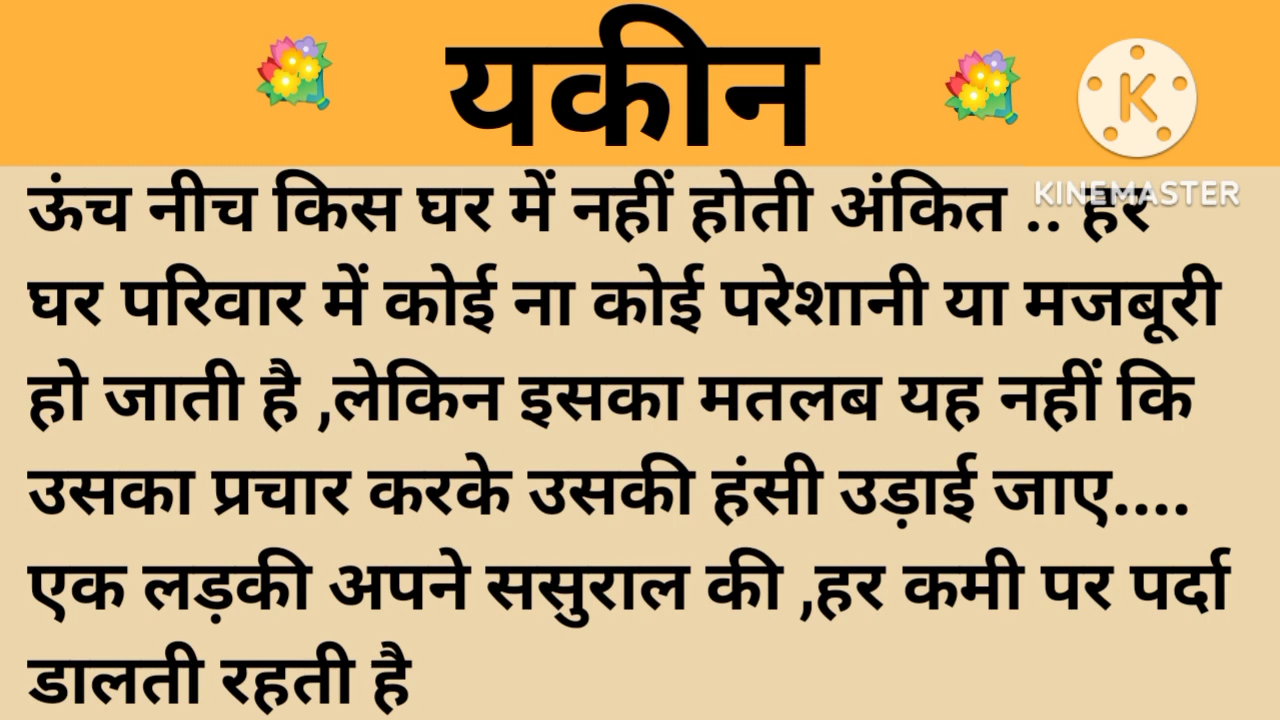 यकीन
K
KINEMASTER
ऊंच नीच किस घर में नहीं होती अंकित .. हर
घर परिवार में कोई ना कोई परेशानी या मजबूरी
हो जाती है ,लेकिन इसका मतलब यह नहीं कि
उसका प्रचार करके उसकी हंसी उड़ाई जाए....
एक लड़की अपने ससुराल की ,हर कमी पर पर्दा
डालती रहती है